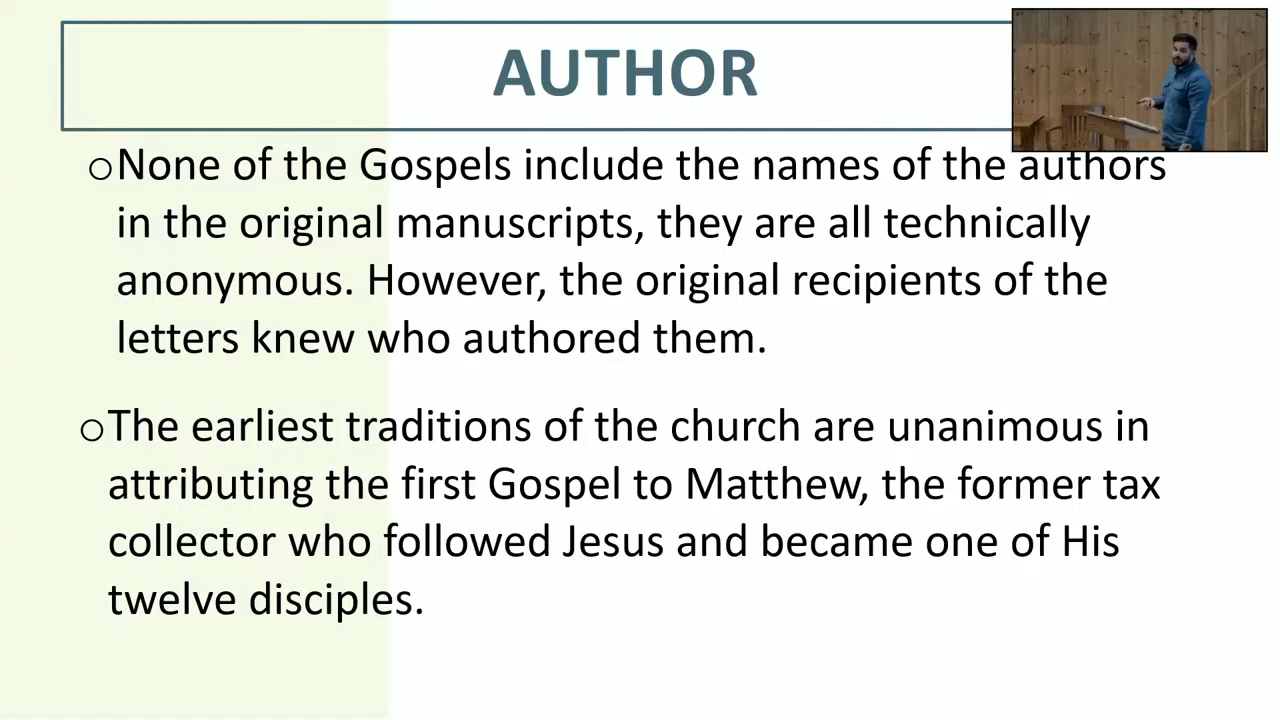 AUTHOR
oNone of the Gospels include the names of the authors
in the original manuscripts, they are all technically
anonymous. However, the original recipients of the
letters knew who authored them.
oThe earliest traditions of the church are unanimous in
attributing the first Gospel to Matthew, the former tax
collector who followed Jesus and became one of His
twelve disciples.